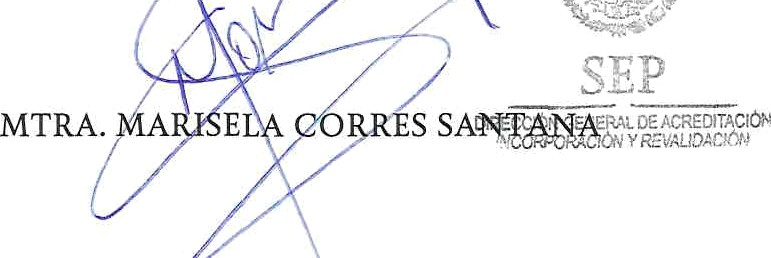 SEP
MTRA. MARISELA CORRES SANTANA
DIRECCIÓN GENERAL DE ACREDITACIÓN
INCORPORACIÓN Y REVALIDACIÓN